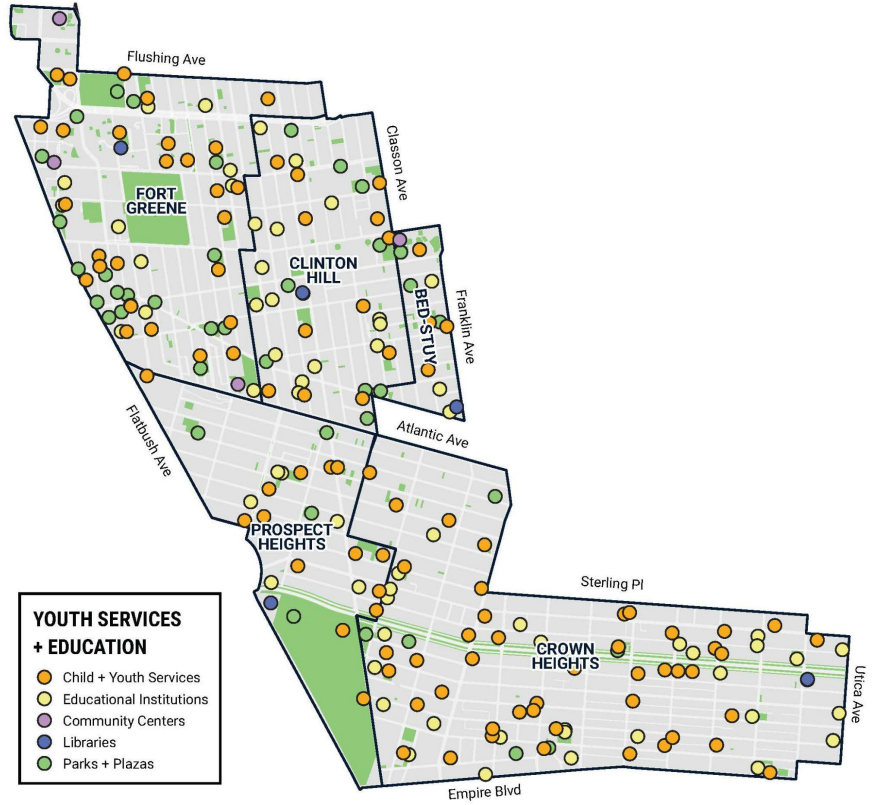 Flushing Ave
Classon Ave
FORT
GREENE
CLINTON
HILL
BED-STUY
Franklin Ave
Flatbush Ave
Atlantic Ave
PROSPECT
HEIGHTS
Sterling Pl
CROWN
HEIGHTS
Utica Ave
Empire Blvd
YOUTH SERVICES
+ EDUCATION
Child + Youth Services
Educational Institutions
Community Centers
Libraries
Parks + Plazas